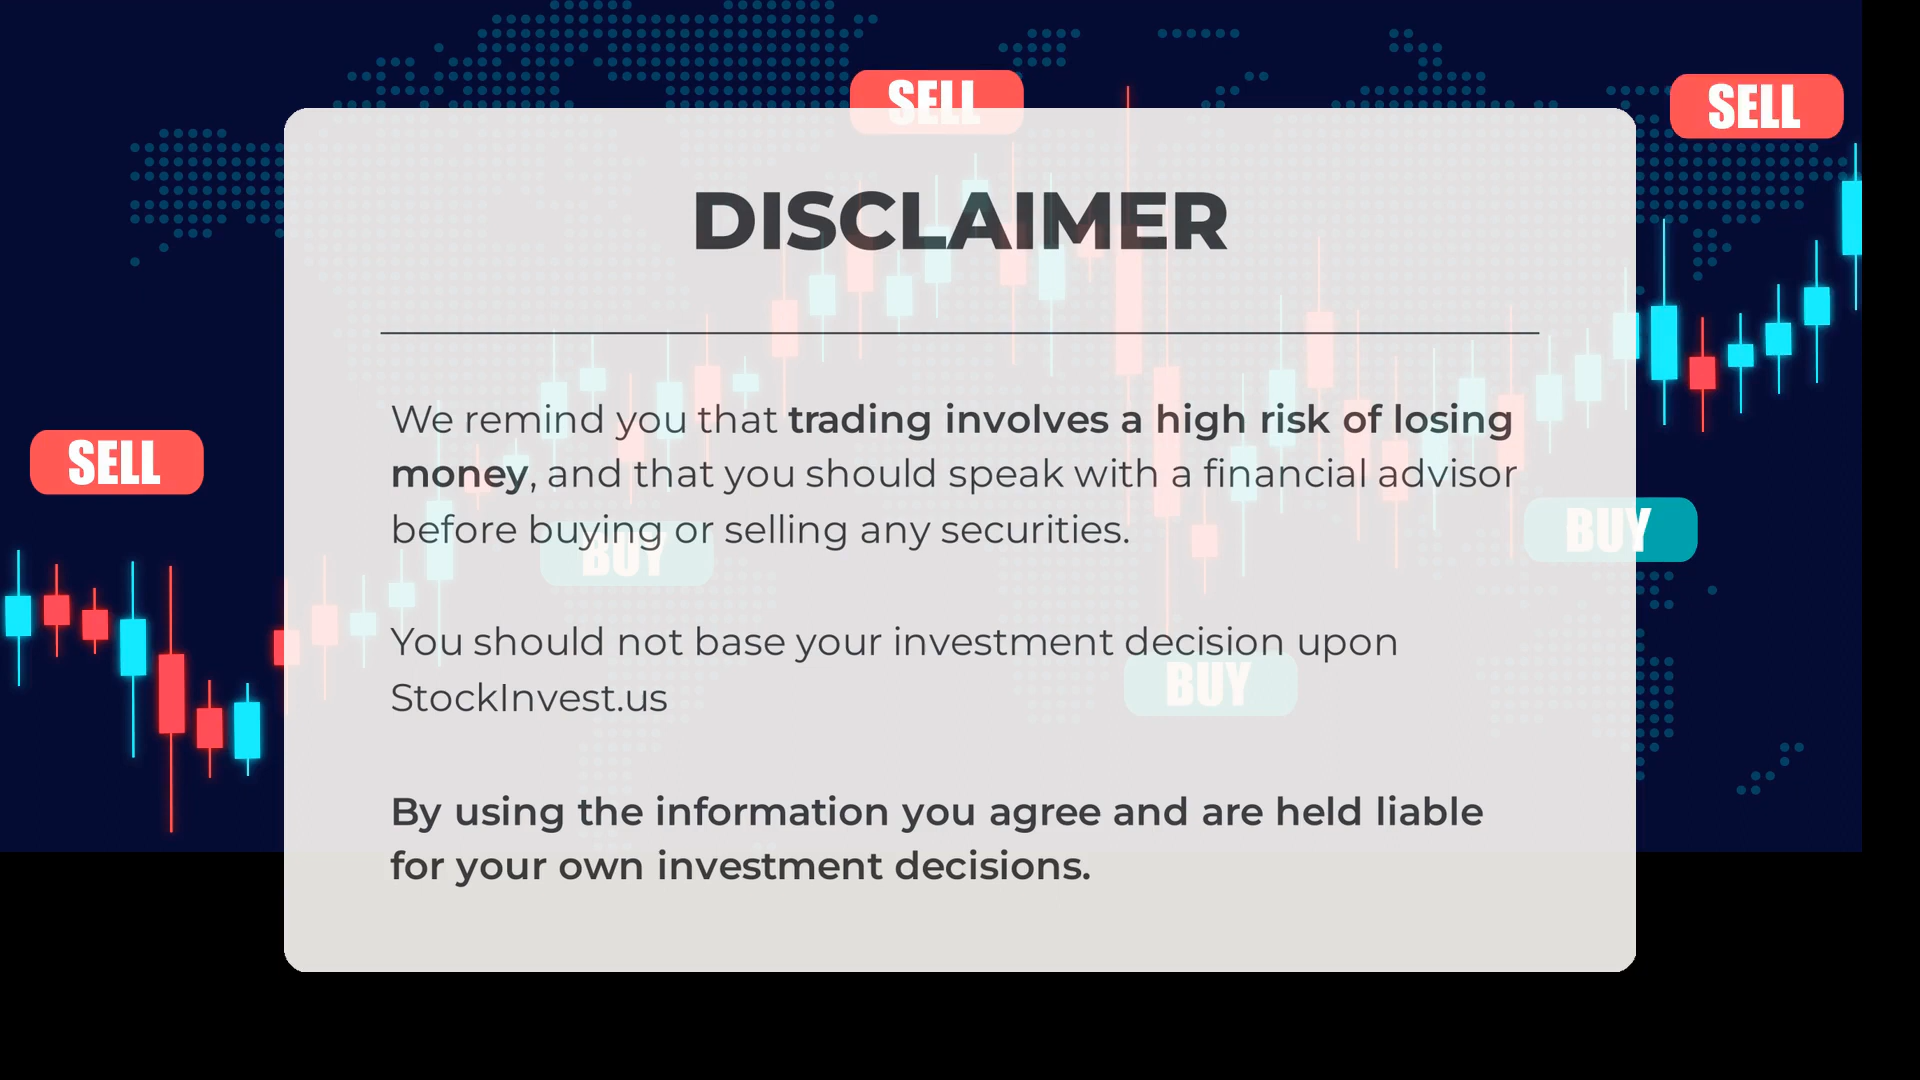 SELL
SELL
DISCLAIMER
We remind you that trading involves a high risk of losing
money, and that you should speak with a financial advisor
before buying or selling any securities.
SELL
BUY
BUY
You should not base your investment decision upon
StockInvest.us
BUY
By using the information you agree and are held liable
for your own investment decisions.